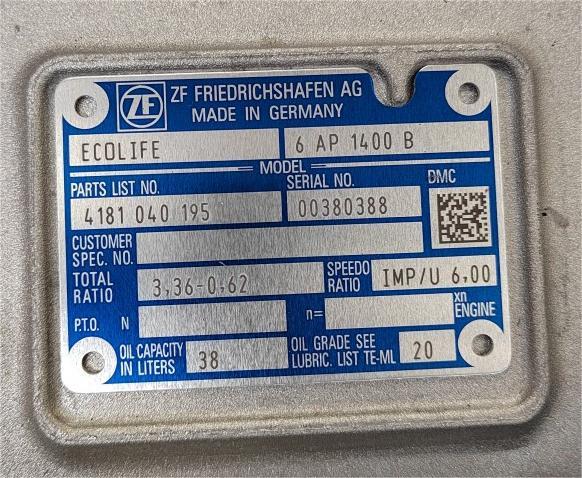 ZF
ZF FRIEDRICHSHAFEN AG
MADE IN GERMANY
ECOLIFE 6 AP 1400 B
MODEL
PARTS LIST NO. SERIAL NO. DMC
4181 040 195 00380388
CUSTOMER
SPEC. NO.
TOTAL
RATIO 3,36-0,62 SPEEDO
RATIO IMP/U 6,00
P.T.O. N n= xn
ENGINE
OIL CAPACITY
IN LITERS 38 OIL GRADE SEE
LUBRIC. LIST TE-ML 20